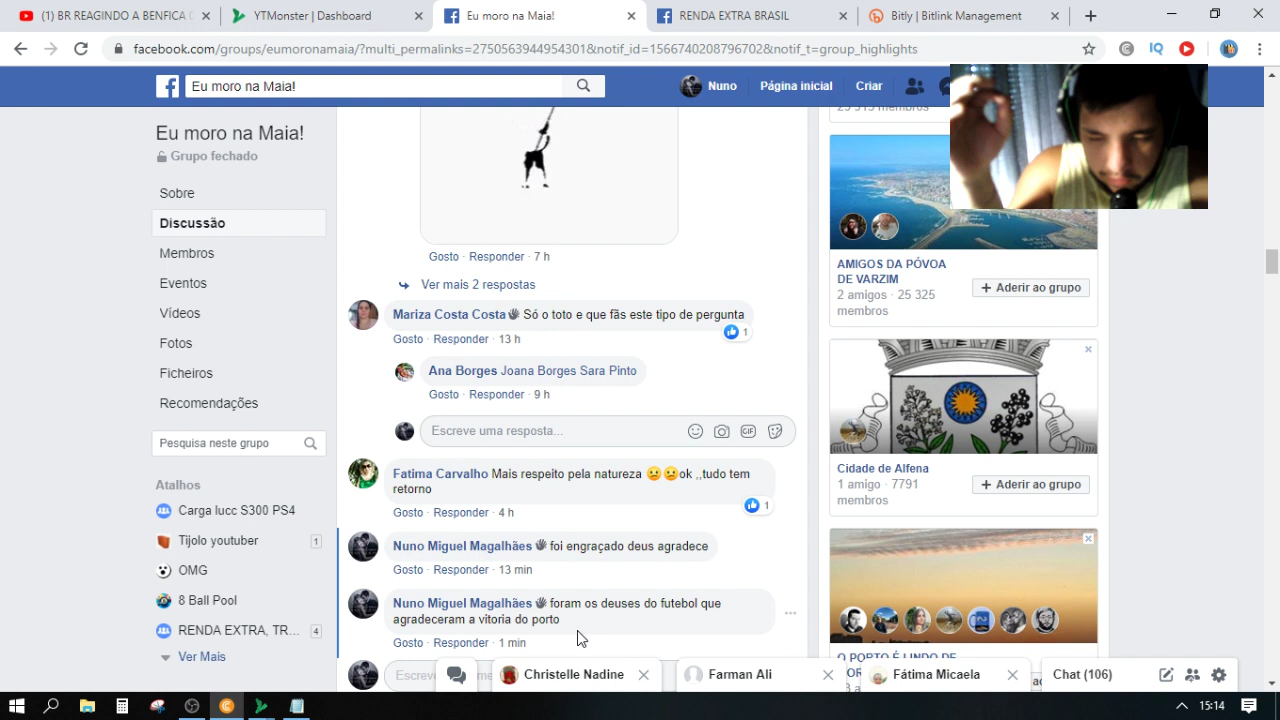 (1) BR REAGINDO A BENFICA
YTMonster | Dashboard
Eu moro na Maia!
RENDA EXTRA BRASIL
Bitly | Bitlink Management
facebook.com/groups/eumoronamaia/?multi_permalinks=2750563944954301&notif_id=1566740208796702&notif_t=group_highlights
Eu moro na Maia!
Nuno
Página inicial
Criar
Eu moro na Maia!
Grupo fechado
Sobre
Discussão
Membros
Eventos
Vídeos
Fotos
Ficheiros
Recomendações
Pesquisa neste grupo
Atalhos
Carga lucc S300 PS4
Tijolo youtuber 1
OMG
8 Ball Pool
RENDA EXTRA, TR... 4
Ver Mais
Gosto · Responder · 7 h
Ver mais 2 respostas
Mariza Costa Costa Só o toto e que fãs este tipo de pergunta
1
Gosto · Responder · 13 h
Ana Borges Joana Borges Sara Pinto
Gosto · Responder · 9 h
Escreve uma resposta...
GIF
Fatima Carvalho Mais respeito pela natureza 😕😕ok ,,tudo tem
retorno
1
Gosto · Responder · 4 h
Nuno Miguel Magalhães foi engraçado deus agradece
Gosto · Responder · 13 min
Nuno Miguel Magalhães foram os deuses do futebol que
agradeceram a vitoria do porto
Gosto · Responder · 1 min
membros
AMIGOS DA PÓVOA
DE VARZIM
2 amigos · 25 325
membros
+ Aderir ao grupo
Cidade de Alfena
1 amigo · 7791
membros
+ Aderir ao grupo
O PORTO É LINDO DE
Christelle Nadine
Farman Ali
Fátima Micaela
Chat (106)
15:14